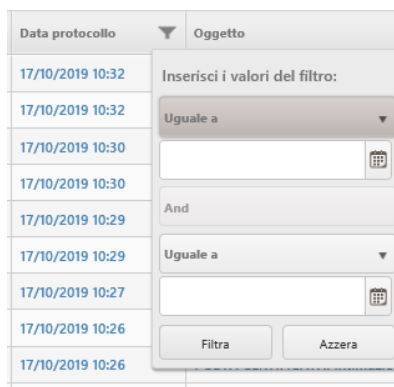 Data protocollo Oggetto
17/10/2019 10:32
Inserisci i valori del filtro:
17/10/2019 10:32
Uguale a
17/10/2019 10:30
17/10/2019 10:30
And
17/10/2019 10:29
17/10/2019 10:29
Uguale a
17/10/2019 10:27
17/10/2019 10:26
Filtra Azzera
17/10/2019 10:26